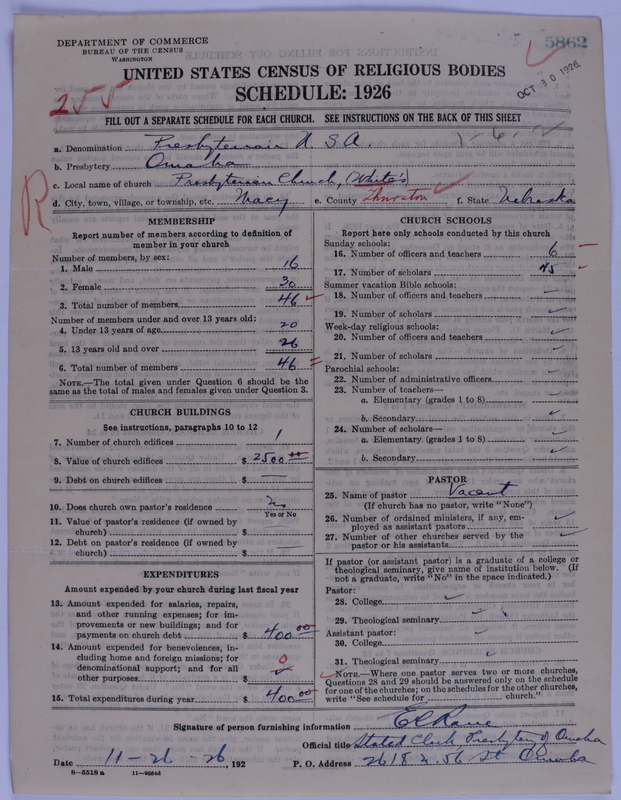 DEPARTMENT OF COMMERCE
BUREAU OF THE CENSUS
WASHINGTON
5862
UNITED STATES CENSUS OF RELIGIOUS BODIES
SCHEDULE: 1926
OCT 30 1926
255
FILL OUT A SEPARATE SCHEDULE FOR EACH CHURCH. SEE INSTRUCTIONS ON THE BACK OF THIS SHEET
a. Denomination Presbyterian U. S. A.
b. Presbytery Omaha
c. Local name of church Presbyterian Church, (White's)
d. City, town, village, or township, etc. Macy e. County Thurston f. State Nebraska
R
MEMBERSHIP
Report number of members according to definition of
member in your church
Number of members, by sex:
1. Male 16
2. Female 30
3. Total number of members 46
Number of members under and over 13 years old:
4. Under 13 years of age 20
5. 13 years old and over 26
6. Total number of members 46
NOTE.—The total given under Question 6 should be
same as the total of males and females given under Question 3.
CHURCH BUILDINGS
See instructions, paragraphs 10 to 12
7. Number of church edifices 1
8. Value of church edifices $ 2500 00
9. Debt on church edifices $
10. Does church own pastor's residence no
Yes or No
11. Value of pastor's residence (if owned by
church) $
12. Debt on pastor's residence (if owned by
church) $
EXPENDITURES
Amount expended by your church during last fiscal year
13. Amount expended for salaries, repairs,
and other running expenses; for im-
provements or new buildings; and for
payments on church debt $ 400 00
14. Amount expended for benevolences, in-
cluding home and foreign missions; for
denominational support; and for all
other purposes $ 0
15. Total expenditures during year $ 400 00
CHURCH SCHOOLS
Report here only schools conducted by this church
Sunday schools:
16. Number of officers and teachers 6
17. Number of scholars 45
Summer vacation Bible schools:
18. Number of officers and teachers
19. Number of scholars
Week-day religious schools:
20. Number of officers and teachers
21. Number of scholars
Parochial schools:
22. Number of administrative officers
23. Number of teachers—
a. Elementary (grades 1 to 8)
b. Secondary
24. Number of scholars—
a. Elementary (grades 1 to 8)
b. Secondary
PASTOR
25. Name of pastor Vacant
(If church has no pastor, write "None")
26. Number of ordained ministers, if any, em-
ployed as assistant pastors
27. Number of other churches served by the
pastor or his assistants
If pastor (or assistant pastor) is a graduate of a college or
theological seminary, give name of institution below. (If
not a graduate, write "No" in the space indicated.)
Pastor:
28. College
29. Theological seminary
Assistant pastor:
30. College
31. Theological seminary
NOTE.—Where one pastor serves two or more churches,
Questions 28 and 29 should be answered only on the schedule
for one of the churches; on the schedules for the other churches,
write "See schedule for church."
Signature of person furnishing information
Official title Stated Clerk, Presbytery of Omaha
Date 11-26-26, 192 P. O. Address 56 St Omaha
8—5518 a